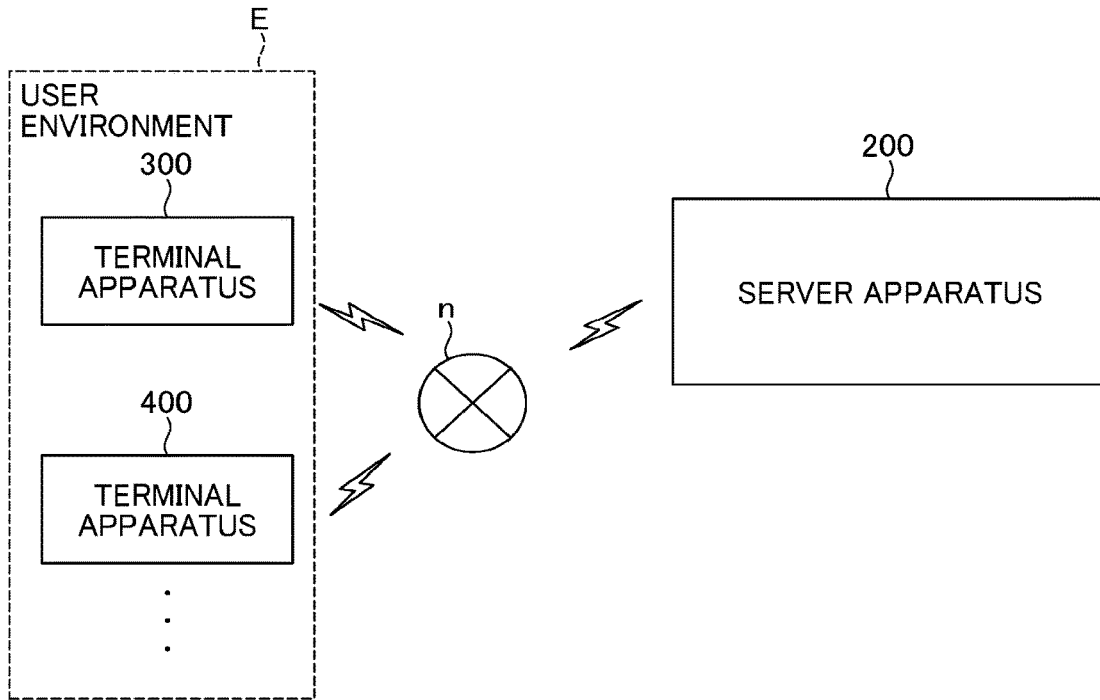 E
USER
ENVIRONMENT
300
TERMINAL
APPARATUS
200
SERVER APPARATUS
n
400
TERMINAL
APPARATUS